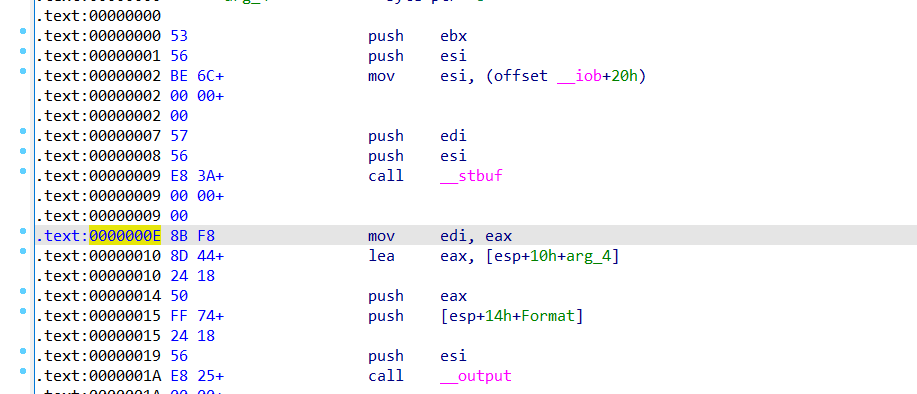 .text:00000000
.text:00000000 53 push ebx
.text:00000001 56 push esi
.text:00000002 BE 6C+ mov esi, (offset __iob+20h)
.text:00000002 00 00+
.text:00000002 00
.text:00000007 57 push edi
.text:00000008 56 push esi
.text:00000009 E8 3A+ call __stbuf
.text:00000009 00 00+
.text:00000009 00
.text:0000000E 8B F8 mov edi, eax
.text:00000010 8D 44+ lea eax, [esp+10h+arg_4]
.text:00000010 24 18
.text:00000014 50 push eax
.text:00000015 FF 74+ push [esp+14h+Format]
.text:00000015 24 18
.text:00000019 56 push esi
.text:0000001A E8 25+ call __output